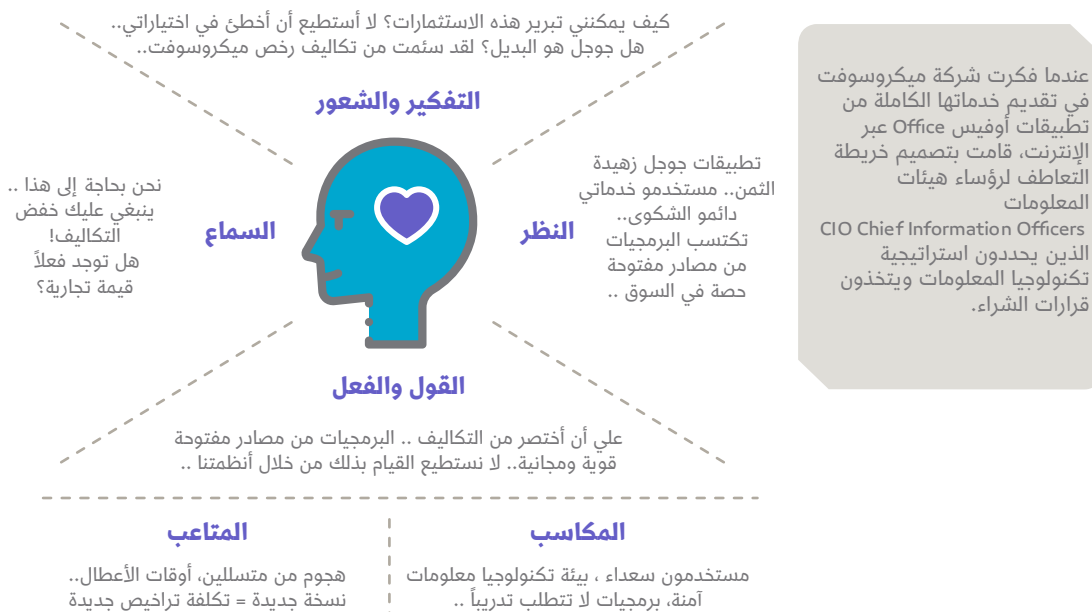 كيف يمكنني تبرير هذه الاستثمارات؟ لا أستطيع أن أخطئ في اختياراتي..
هل جوجل هو البديل؟ لقد سئمت من تكاليف رخص ميكروسوفت..
التفكير والشعور
عندما فكرت شركة ميكروسوفت
في تقديم خدماتها الكاملة من
تطبيقات أوفيس Office عبر
الإنترنت، قامت بتصميم خريطة
التعاطف لرؤساء هيئات
المعلومات
CIO Chief Information Officers
الذين يحددون استراتيجية
تكنولوجيا المعلومات ويتخذون
قرارات الشراء.
تطبيقات جوجل زهيدة
الثمن.. مستخدمو خدماتي
دائمو الشكوى..
تكتسب البرمجيات
من مصادر مفتوحة
حصة في السوق ..
النظر
السماع
نحن بحاجة إلى هذا ..
ينبغي عليك خفض
التكاليف!
هل توجد فعلاً
قيمة تجارية؟
القول والفعل
علي أن أختصر من التكاليف .. البرمجيات من مصادر مفتوحة
قوية ومجانية.. لا نستطيع القيام بذلك من خلال أنظمتنا ..
المكاسب
مستخدمون سعداء ، بيئة تكنولوجيا معلومات
آمنة، برمجيات لا تتطلب تدريباً ..
المتاعب
هجوم من متسللين، أوقات الأعطال..
نسخة جديدة = تكلفة تراخيص جديدة